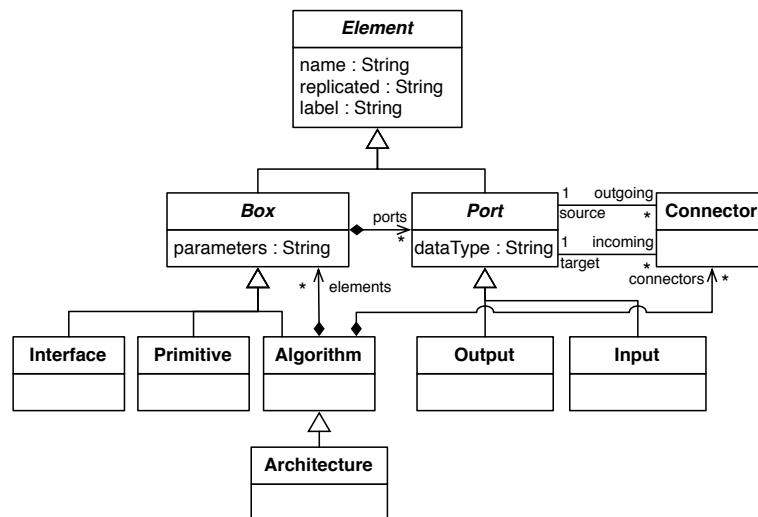 Element
name : String
replicated : String
label : String
Box
parameters : String
ports
*
Port
dataType : String
1 outgoing
source *
1 incoming
target *
Connector
connectors *
* elements
Interface
Primitive
Algorithm
Output
Input
Architecture